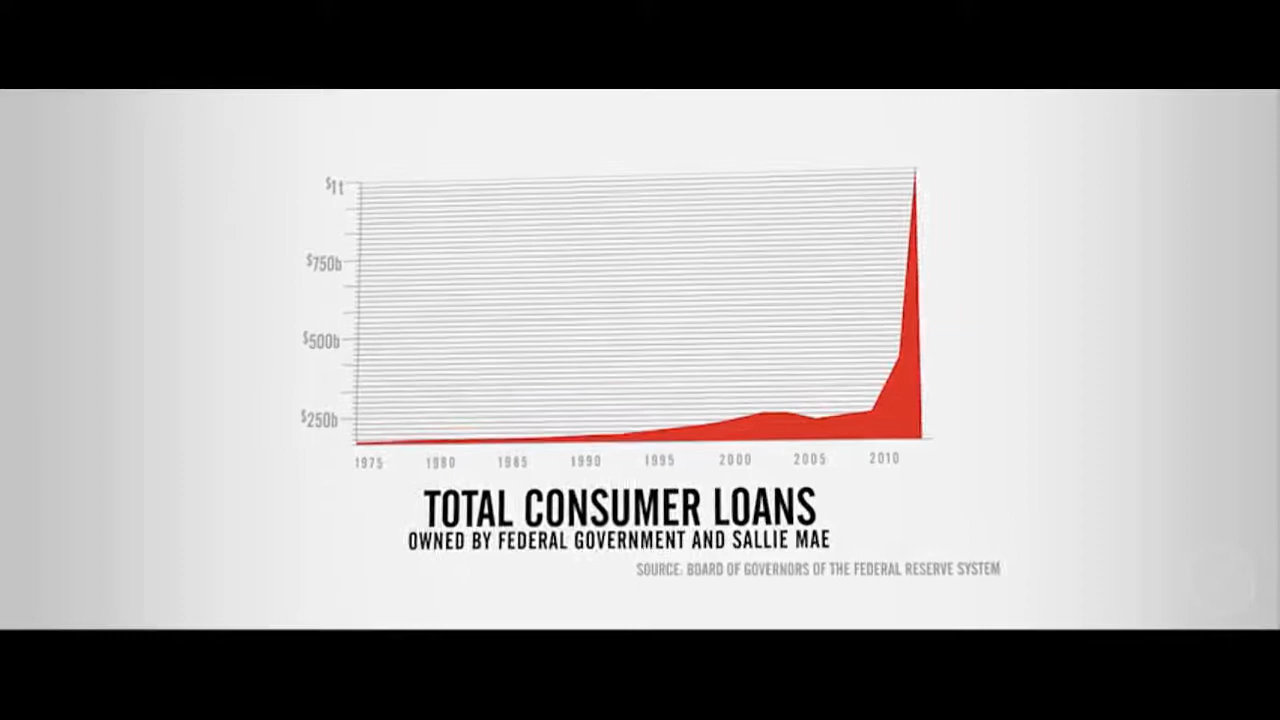 $1t
$750b
$500b
$250b
1975 1980 1985 1990 1995 2000 2005 2010
TOTAL CONSUMER LOANS
OWNED BY FEDERAL GOVERNMENT AND SALLIE MAE
SOURCE: BOARD OF GOVERNORS OF THE FEDERAL RESERVE SYSTEM